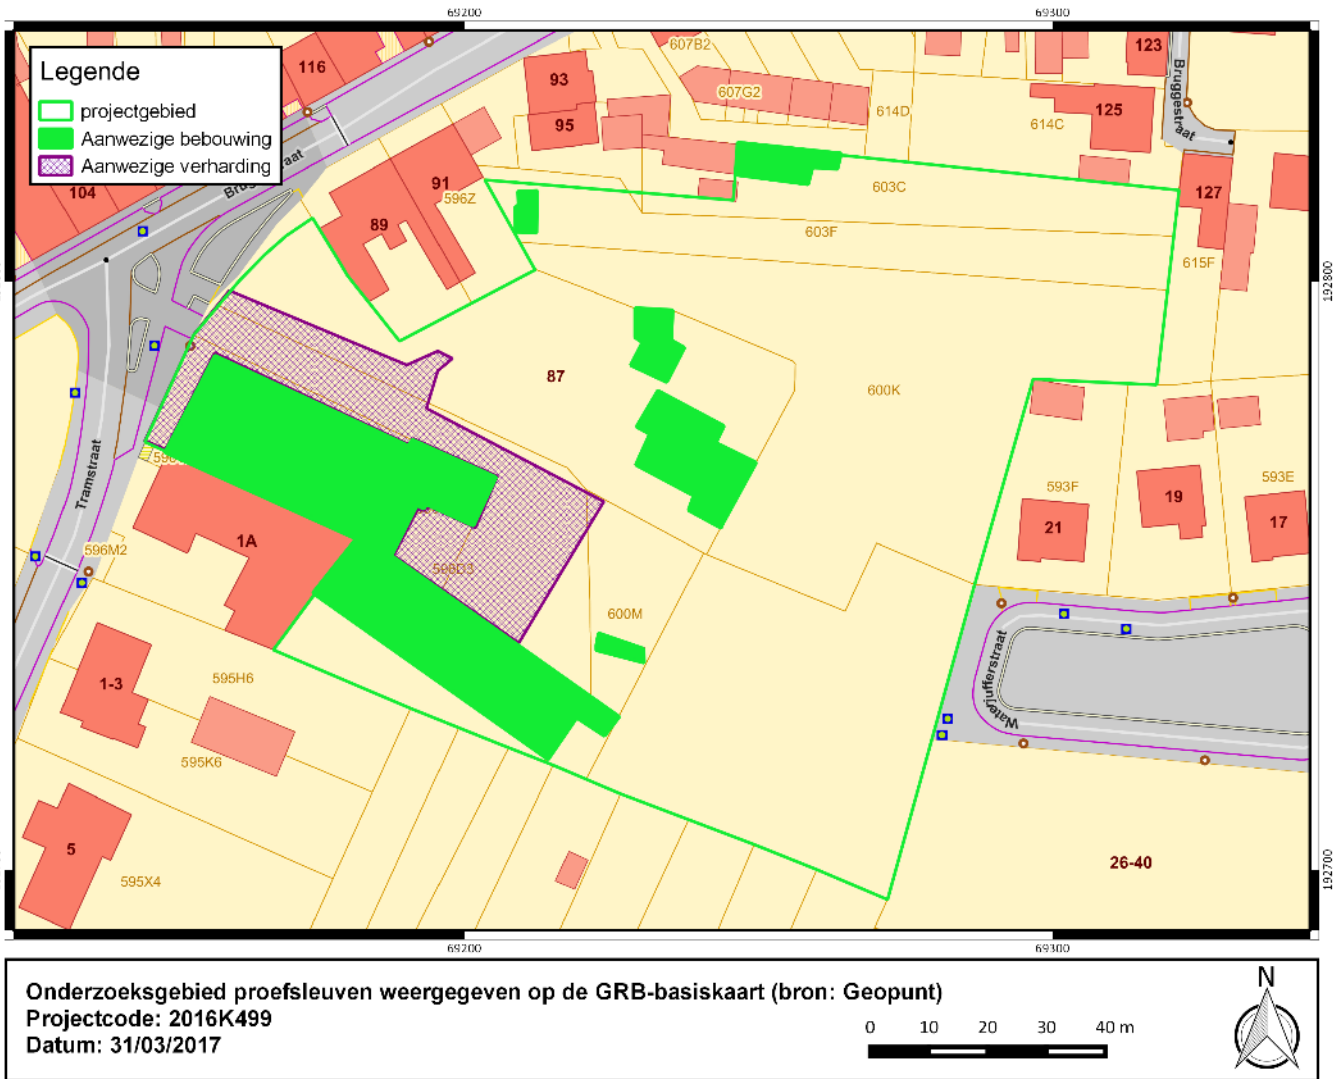 69200
69300
Legende
projectgebied
Aanwezige bebouwing
Aanwezige verharding
116
104
93
95
607B2
607G2
614D
614C
123
125
Bruggestraat
91
596Z
89
603C
603F
127
615F
192800
87
600K
Tramstraat
1A
596M2
593F
21
19
593E
17
600M
Waterjufferstraat
1-3
595H6
595K6
5
595X4
26-40
192700
69200
69300
Onderzoeksgebied proefsleuven weergegeven op de GRB-basiskaart (bron: Geopunt)
Projectcode: 2016K499
Datum: 31/03/2017
0 10 20 30 40 m
N